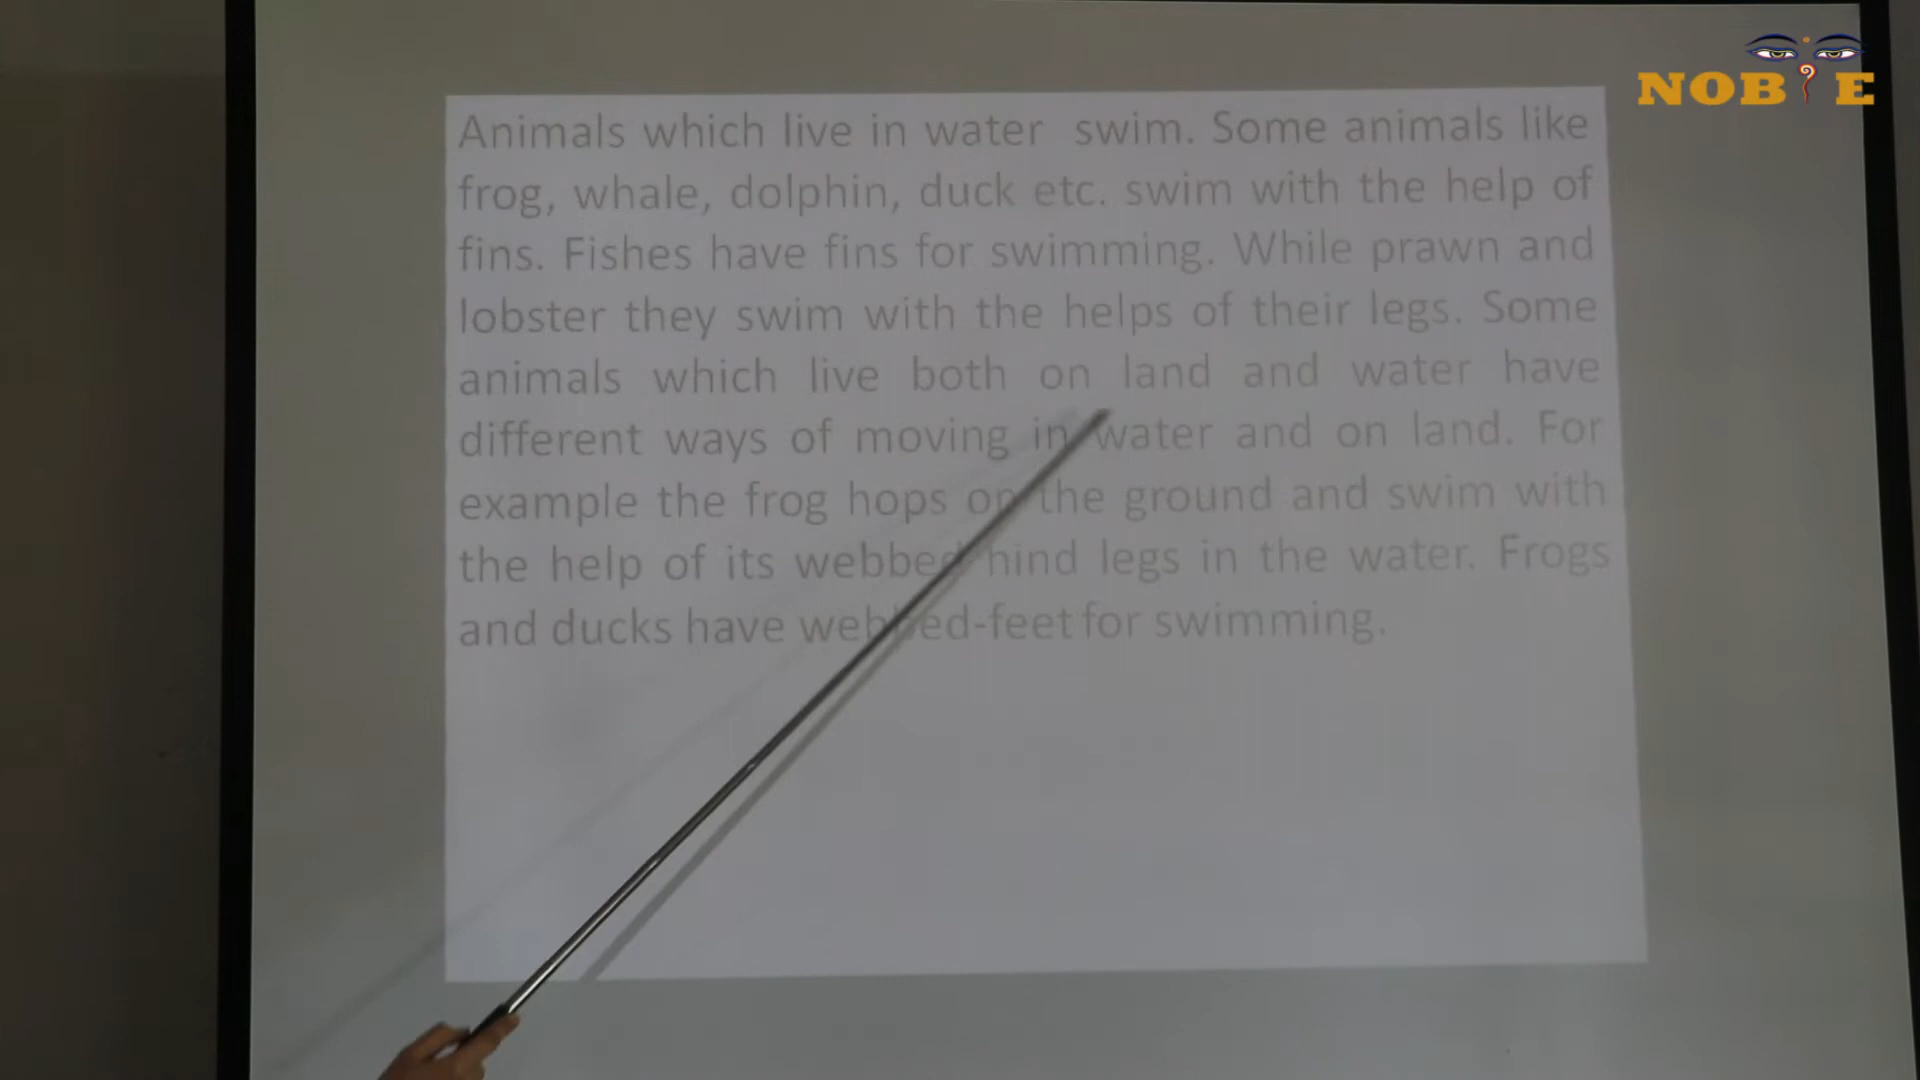 NOB E
Animals which live in water swim. Some animals like
frog, whale, dolphin, duck etc. swim with the help of
fins. Fishes have fins for swimming. While prawn and
lobster they swim with the helps of their legs. Some
animals which live both on land and water have
different ways of moving in water and on land. For
example the frog hops on the ground and swim with
the help of its webbed hind legs in the water. Frogs
and ducks have webbed-feet for swimming.